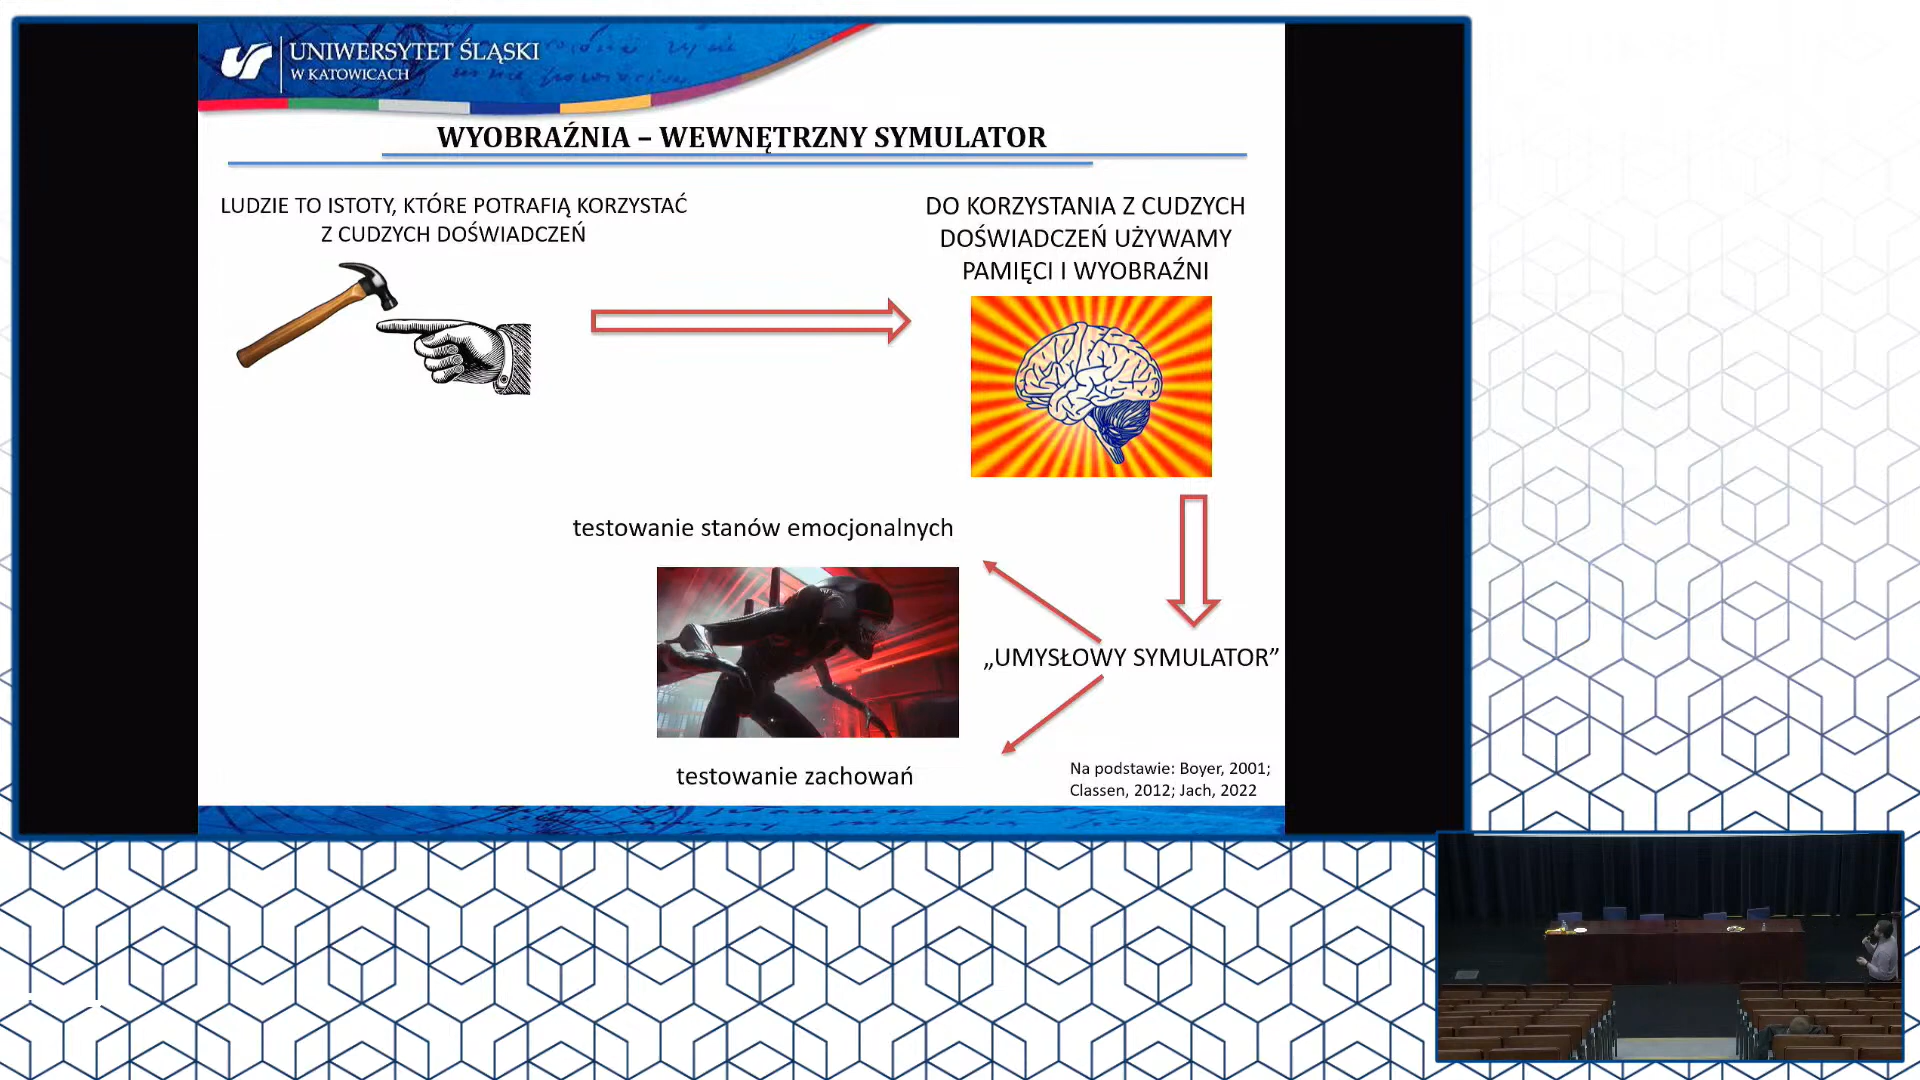 UNIWERSYTET ŚLĄSKI
W KATOWICACH
WYOBRAŹNIA – WEWNĘTRZNY SYMULATOR
LUDZIE TO ISTOTY, KTÓRE POTRAFIĄ KORZYSTAĆ
Z CUDZYCH DOŚWIADCZEŃ
DO KORZYSTANIA Z CUDZYCH
DOŚWIADCZEŃ UŻYWAMY
PAMIĘCI I WYOBRAŹNI
testowanie stanów emocjonalnych
„UMYSŁOWY SYMULATOR”
testowanie zachowań
Na podstawie: Boyer, 2001;
Classen, 2012; Jach, 2022